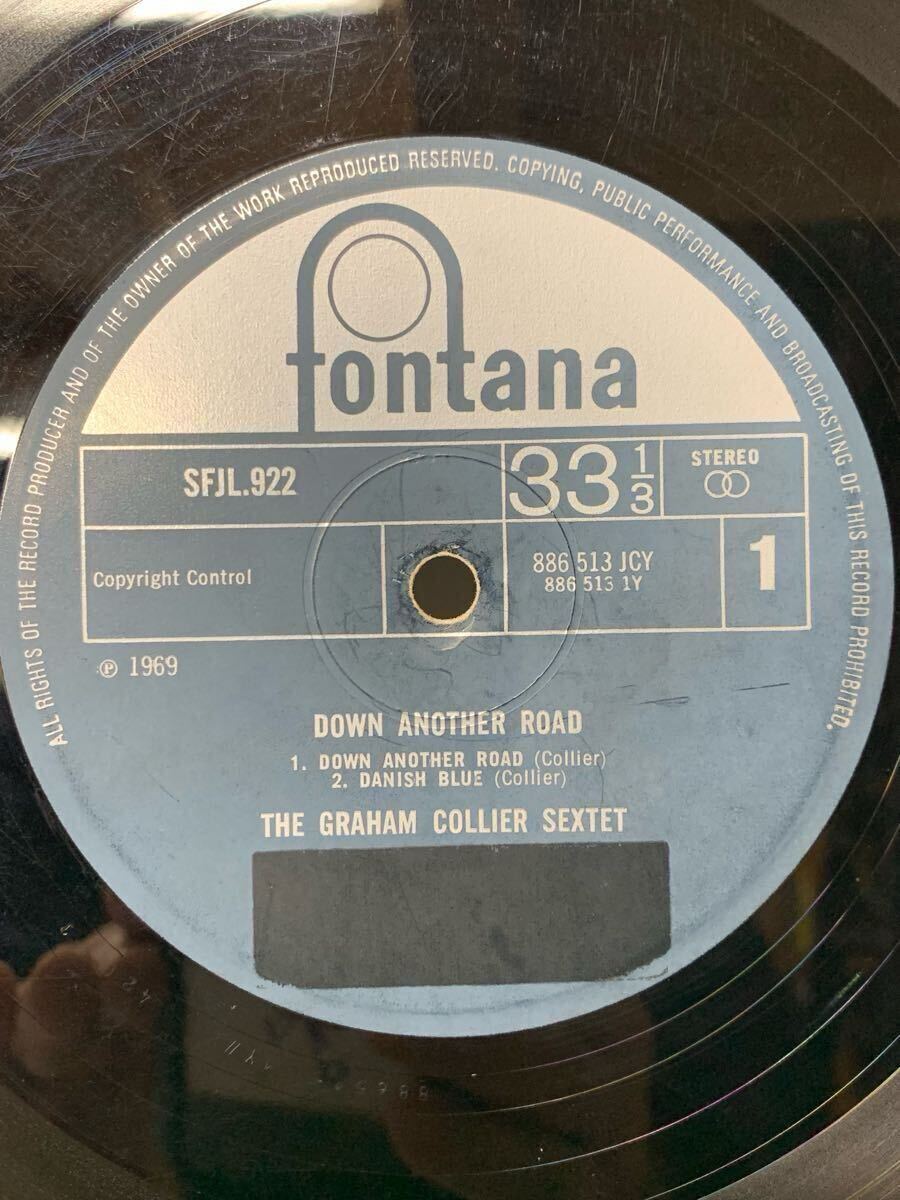 ALL RIGHTS OF THE RECORD PRODUCER AND OF THE OWNER OF THE WORK REPRODUCED RESERVED. COPYING, PUBLIC PERFORMANCE AND BROADCASTING OF THIS RECORD PROHIBITED.
fontana
SFJL.922
33 1/3
STEREO
Copyright Control
886 513 JCY
886 513 1Y
1
℗ 1969
DOWN ANOTHER ROAD
1. DOWN ANOTHER ROAD (Collier)
2. DANISH BLUE (Collier)
THE GRAHAM COLLIER SEXTET